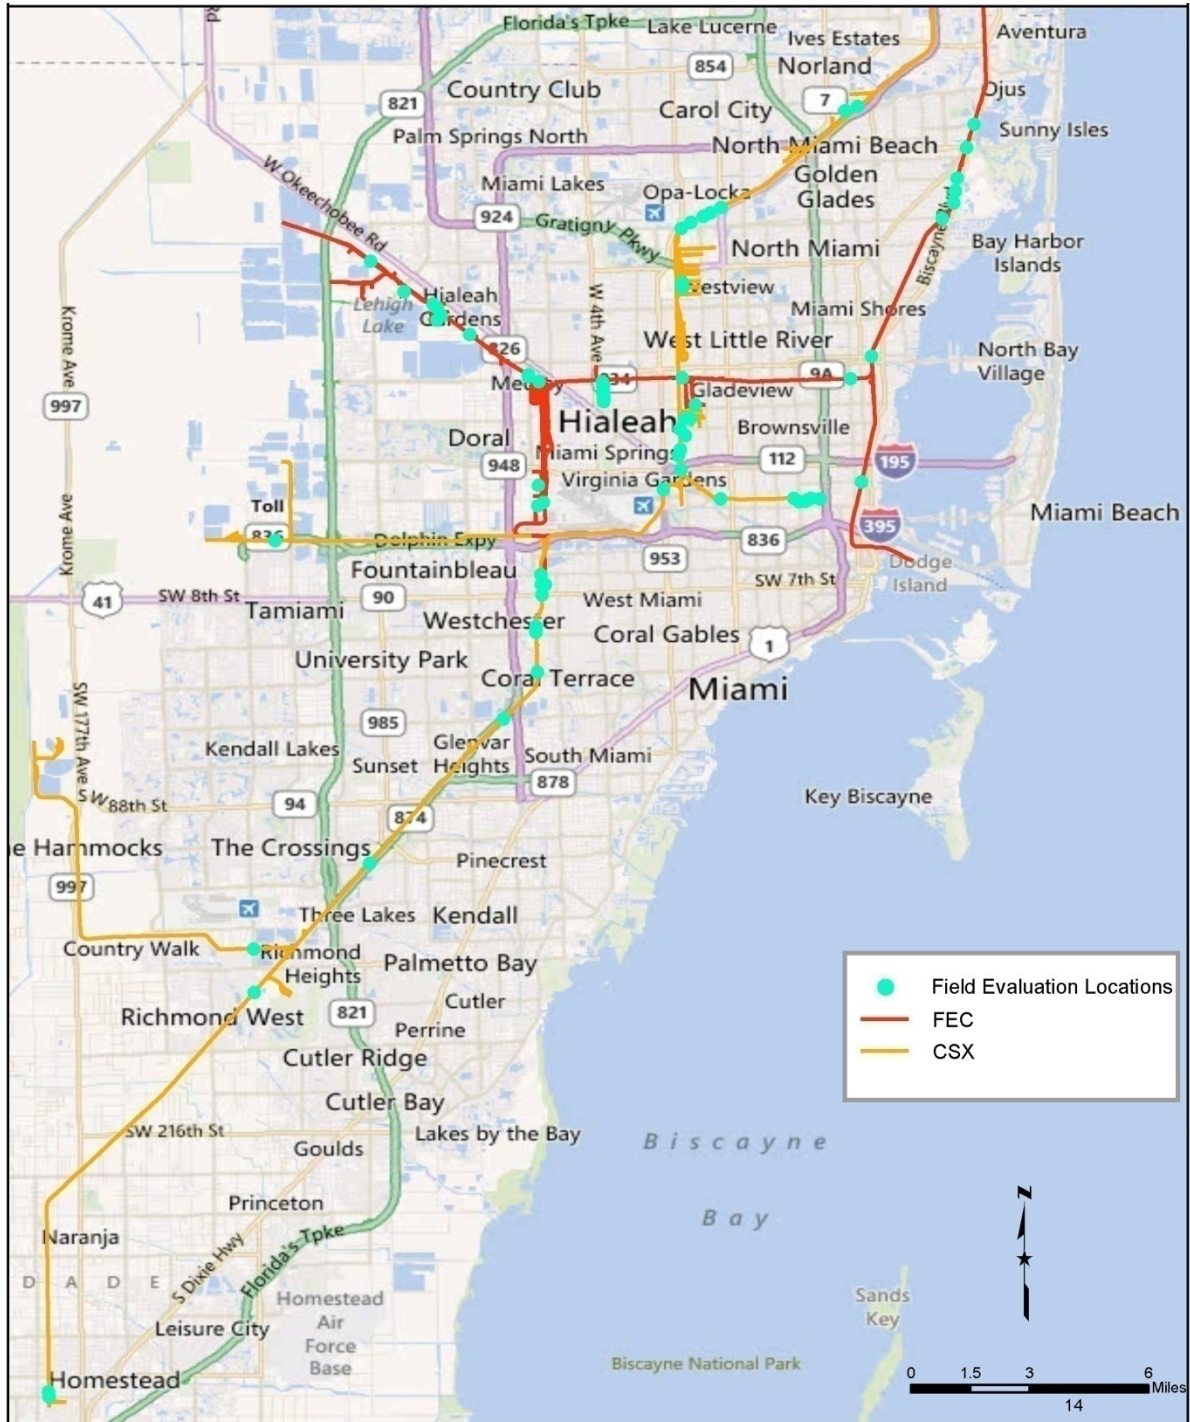 Rd
Florida's Tpke
Lake Lucerne
Aventura
Ives Estates
854
Norland
Country Club
Ojus
821
7
Carol City
Palm Springs North
Sunny Isles
North Miami Beach
W Okeechobee Rd
Miami Lakes
Opa-Locka
Golden
Glades
924
Gratigny Pkwy
North Miami
Bay Harbor
Islands
Biscayne Blvd
Krome Ave
Lehigh
Lake
Hialeah
Gardens
W 4th Ave
Westview
Miami Shores
826
West Little River
North Bay
Village
Medley
934
9A
Gladeview
997
Hialeah
Brownsville
Doral
Miami Springs
948
112
195
Virginia Gardens
Krome Ave
Toll
836
Miami Beach
395
Dolphin Expy
836
953
Dodge
Island
Fountainbleau
SW 7th St
41
SW 8th St
90
West Miami
Tamiami
Westchester
Coral Gables
1
University Park
Coral Terrace
Miami
SW 177th Ave
985
Kendall Lakes
Glenvar
Heights
South Miami
Sunset
878
Key Biscayne
SW 88th St
94
874
e Hammocks
The Crossings
Pinecrest
997
Three Lakes
Kendall
Country Walk
Richmond
Heights
Palmetto Bay
Field Evaluation Locations
FEC
CSX
Cutler
Richmond West
821
Perrine
Cutler Ridge
Cutler Bay
SW 216th St
Lakes by the Bay
Goulds
Biscayne
Bay
Princeton
N
Naranja
S Dixie Hwy
Florida's Tpke
D A D E
Homestead
Air
Force
Base
Sands
Key
Leisure City
Homestead
Biscayne National Park
0 1.5 3 6
Miles
14